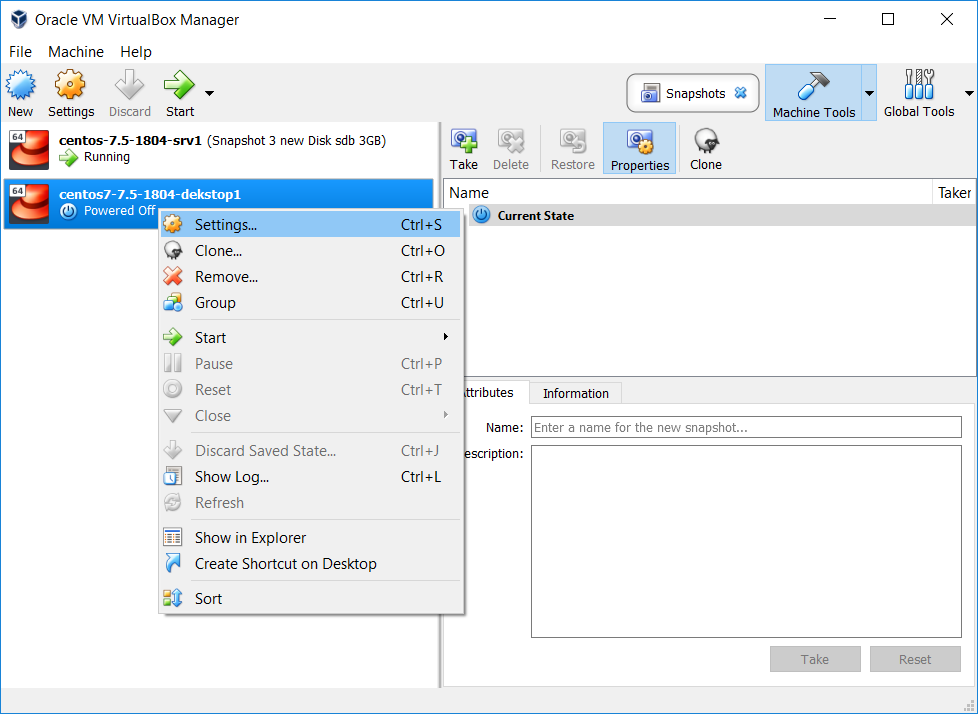 Oracle VM VirtualBox Manager
File Machine Help
New Settings Discard Start
Snapshots Machine Tools Global Tools
64 centos-7.5-1804-srv1 (Snapshot 3 new Disk sdb 3GB)
Running
64 centos7-7.5-1804-dekstop1
Powered Off
Take Delete Restore Properties Clone
Name Taker
Current State
Settings... Ctrl+S
Clone... Ctrl+O
Remove... Ctrl+R
Group Ctrl+U
Start
Pause Ctrl+P
Reset Ctrl+T
Close
Discard Saved State... Ctrl+J
Show Log... Ctrl+L
Refresh
Show in Explorer
Create Shortcut on Desktop
Sort
ttributes Information
Name: Enter a name for the new snapshot...
escription:
Take Reset